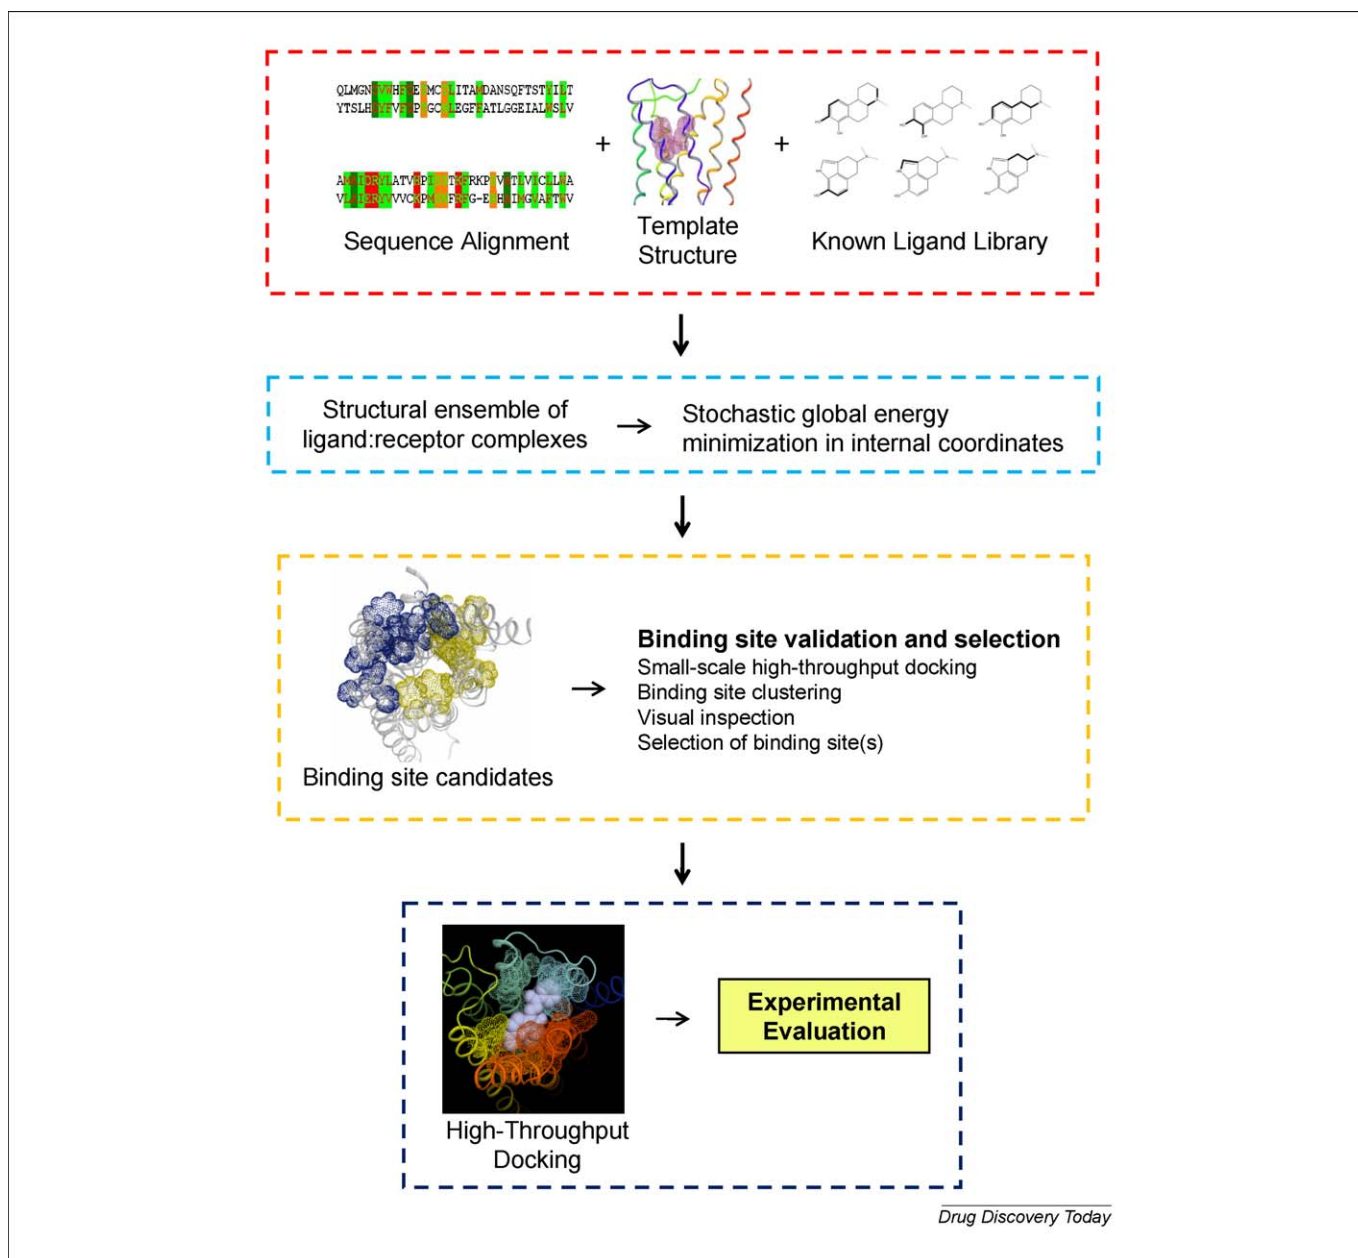 +
+
Sequence Alignment
Template
Structure
Known Ligand Library
Structural ensemble of
ligand:receptor complexes
Stochastic global energy
minimization in internal coordinates
Binding site candidates
Binding site validation and selection
Small-scale high-throughput docking
Binding site clustering
Visual inspection
Selection of binding site(s)
High-Throughput
Docking
Experimental
Evaluation
Drug Discovery Today